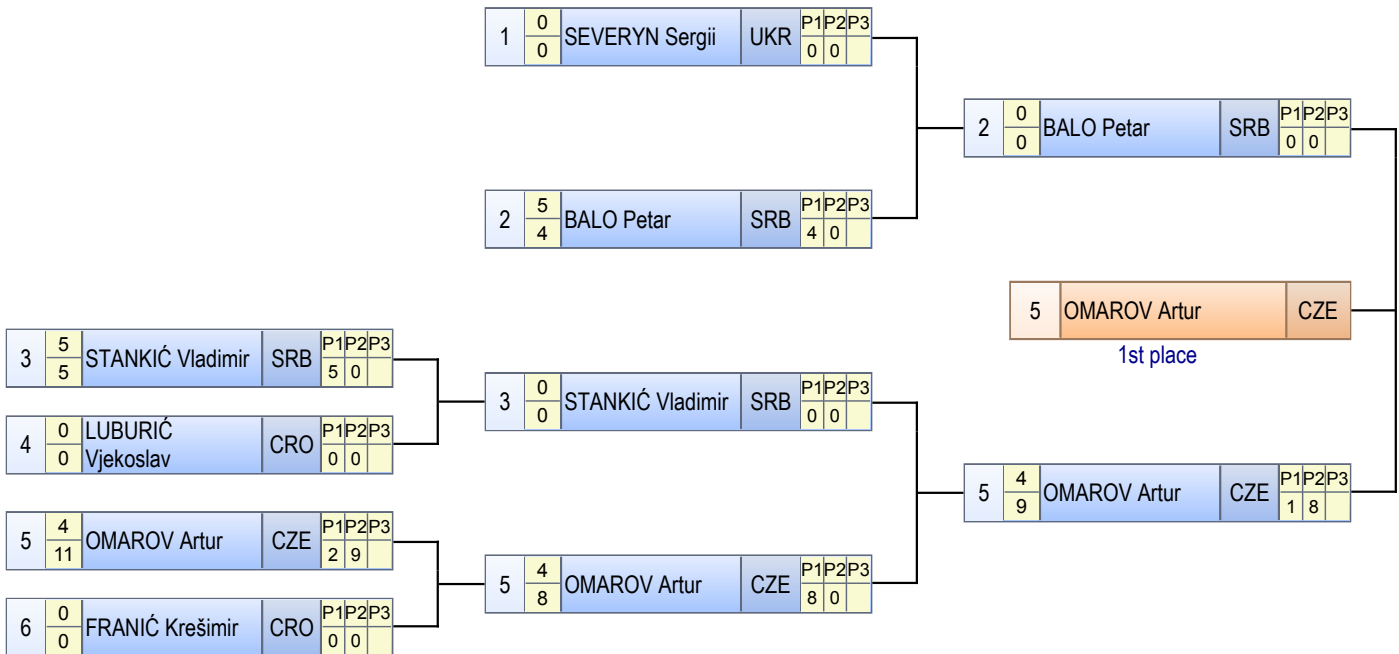 1 0 SEVERYN Sergii UKR P1 P2 P3
0 0 0
2 0 BALO Petar SRB P1 P2 P3
0 0 0
2 5 BALO Petar SRB P1 P2 P3
4 4 0
5 OMAROV Artur CZE
1st place
3 5 STANKIĆ Vladimir SRB P1 P2 P3
5 5 0
3 0 STANKIĆ Vladimir SRB P1 P2 P3
0 0 0
4 0 LUBURIĆ CRO P1 P2 P3
0 Vjekoslav 0 0
5 4 OMAROV Artur CZE P1 P2 P3
9 1 8
5 4 OMAROV Artur CZE P1 P2 P3
11 2 9
5 4 OMAROV Artur CZE P1 P2 P3
8 8 0
6 0 FRANIĆ Krešimir CRO P1 P2 P3
0 0 0